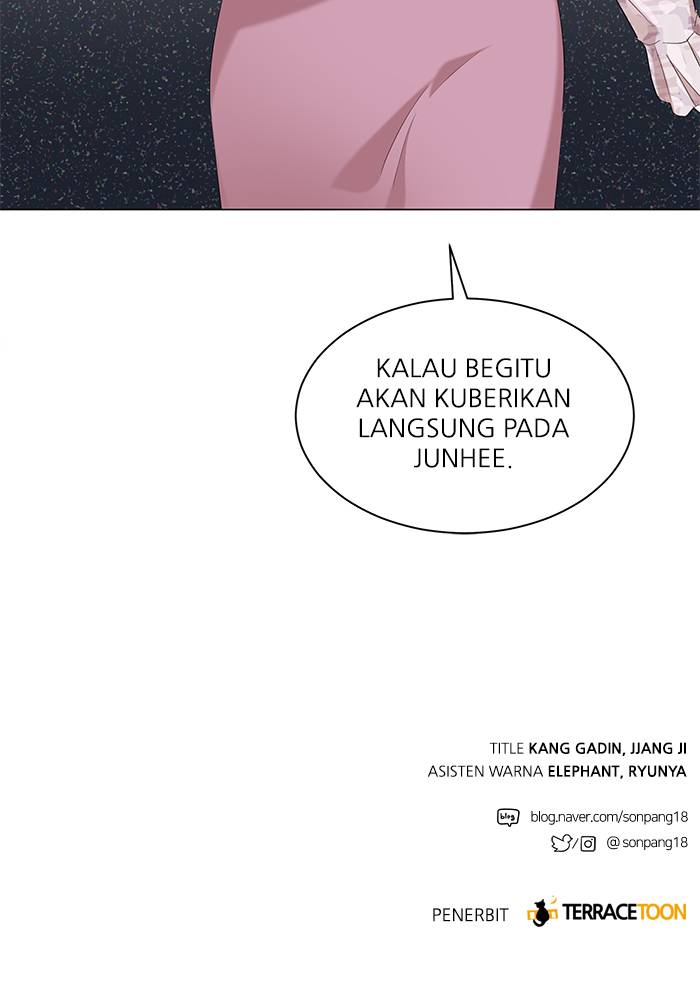 KALAU BEGITU
AKAN KUBERIKAN
LANGSUNG PADA
JUNHEE.
TITLE KANG GADIN, JJANG JI
ASISTEN WARNA ELEPHANT, RYUNYA
blog blog.naver.com/sonpang18
/ @sonpang18
PENERBIT TERRACETOON